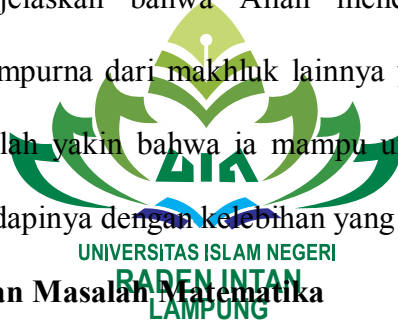 jelaskan bahwa Allah
mpurna dari makhluk lainnya
lah yakin bahwa ia mampu u
UIN
dapinya dengan kelebihan yang
UNIVERSITAS ISLAM NEGERI
RADEN INTAN
an Masalah Matematika
LAMPUNG